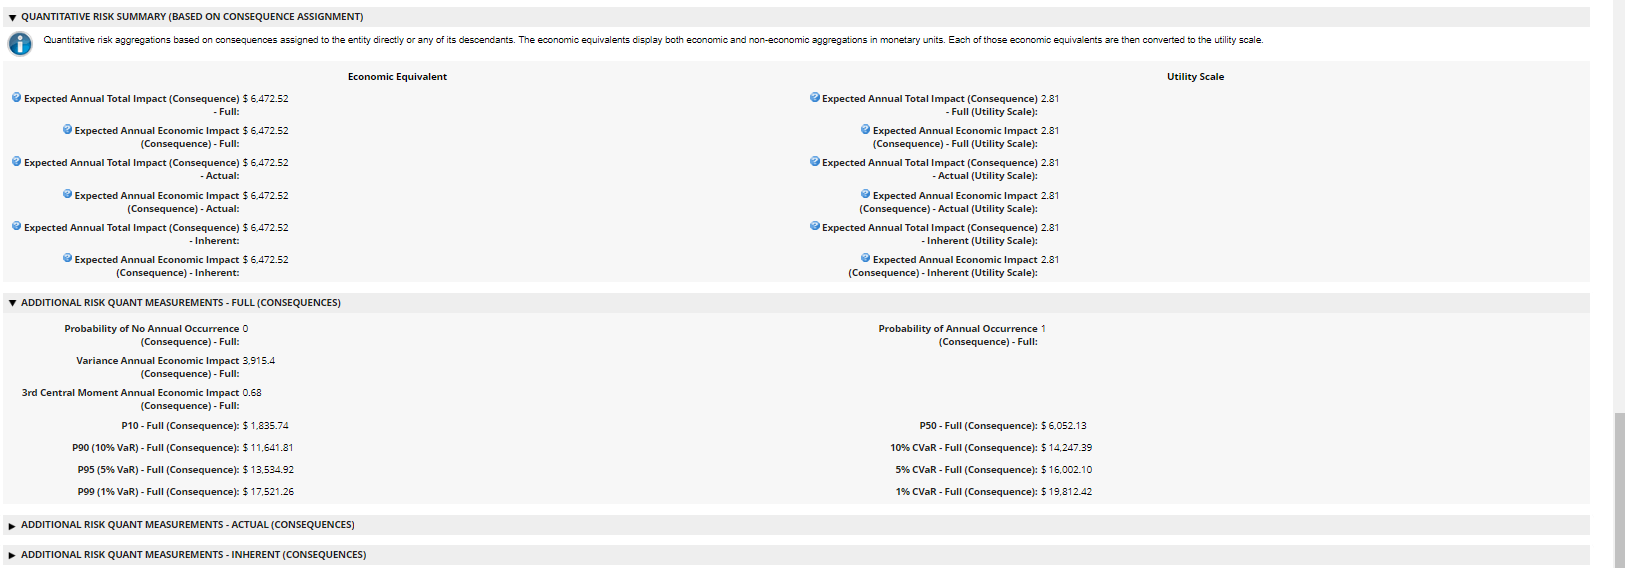 QUANTITATIVE RISK SUMMARY (BASED ON CONSEQUENCE ASSIGNMENT)
Quantitative risk aggregations based on consequences assigned to the entity directly or any of its descendants. The economic equivalents display both economic and non-economic aggregations in monetary units. Each of those economic equivalents are then converted to the utility scale.
Economic Equivalent
Utility Scale
Expected Annual Total Impact (Consequence) $ 6,472.52
- Full:
Expected Annual Total Impact (Consequence) 2.81
- Full (Utility Scale):
Expected Annual Economic Impact $ 6,472.52
(Consequence) - Full:
Expected Annual Economic Impact 2.81
(Consequence) - Full (Utility Scale):
Expected Annual Total Impact (Consequence) $ 6,472.52
- Actual:
Expected Annual Total Impact (Consequence) 2.81
- Actual (Utility Scale):
Expected Annual Economic Impact $ 6,472.52
(Consequence) - Actual:
Expected Annual Economic Impact 2.81
(Consequence) - Actual (Utility Scale):
Expected Annual Total Impact (Consequence) $ 6,472.52
- Inherent:
Expected Annual Total Impact (Consequence) 2.81
- Inherent (Utility Scale):
Expected Annual Economic Impact $ 6,472.52
(Consequence) - Inherent:
Expected Annual Economic Impact 2.81
(Consequence) - Inherent (Utility Scale):
ADDITIONAL RISK QUANT MEASUREMENTS - FULL (CONSEQUENCES)
Probability of No Annual Occurrence 0
(Consequence) - Full:
Probability of Annual Occurrence 1
(Consequence) - Full:
Variance Annual Economic Impact 3,915.4
(Consequence) - Full:
3rd Central Moment Annual Economic Impact 0.68
(Consequence) - Full:
P10 - Full (Consequence): $ 1,835.74
P50 - Full (Consequence): $ 6,052.13
P90 (10% VaR) - Full (Consequence): $ 11,641.81
10% CVaR - Full (Consequence): $ 14,247.39
P95 (5% VaR) - Full (Consequence): $ 13,534.92
5% CVaR - Full (Consequence): $ 16,002.10
P99 (1% VaR) - Full (Consequence): $ 17,521.26
1% CVaR - Full (Consequence): $ 19,812.42
ADDITIONAL RISK QUANT MEASUREMENTS - ACTUAL (CONSEQUENCES)
ADDITIONAL RISK QUANT MEASUREMENTS - INHERENT (CONSEQUENCES)